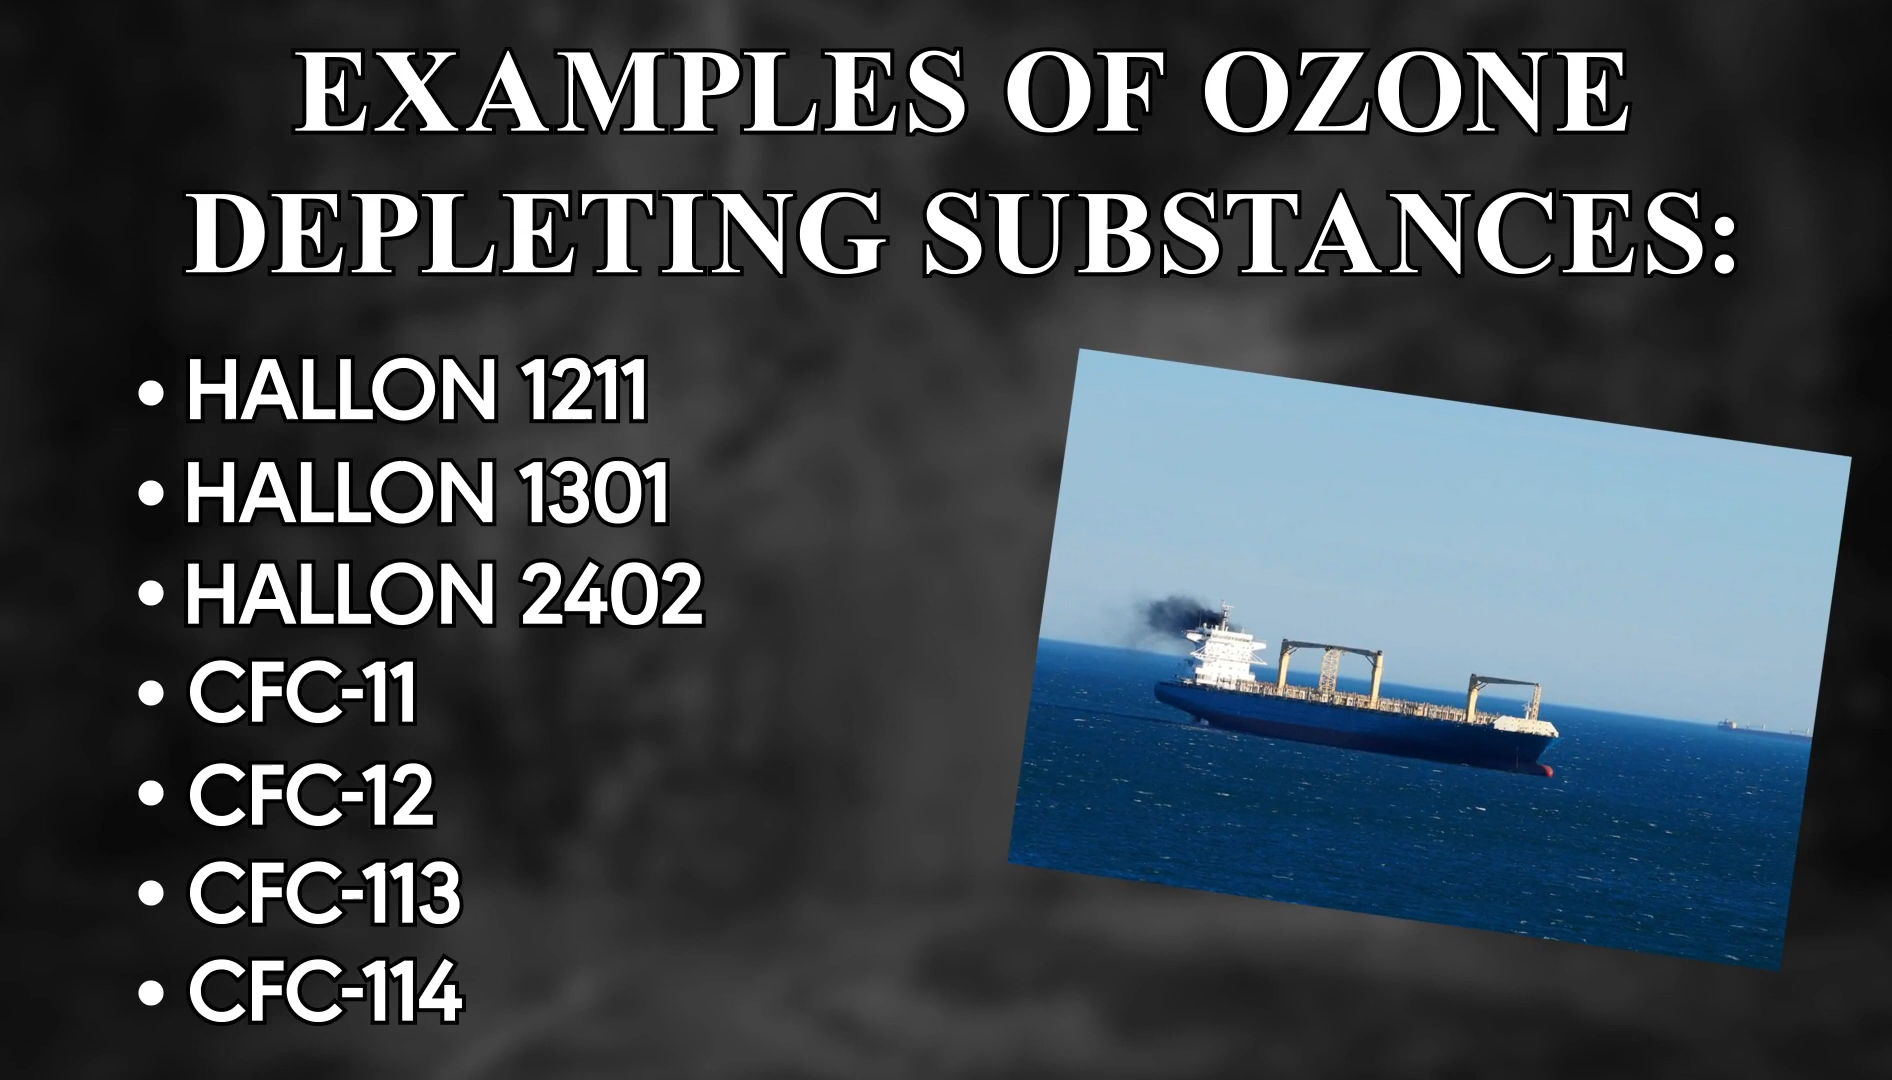 EXAMPLES OF OZONE
DEPLETING SUBSTANCES:
• HALLON 1211
• HALLON 1301
• HALLON 2402
• CFC-11
• CFC-12
• CFC-113
• CFC-114